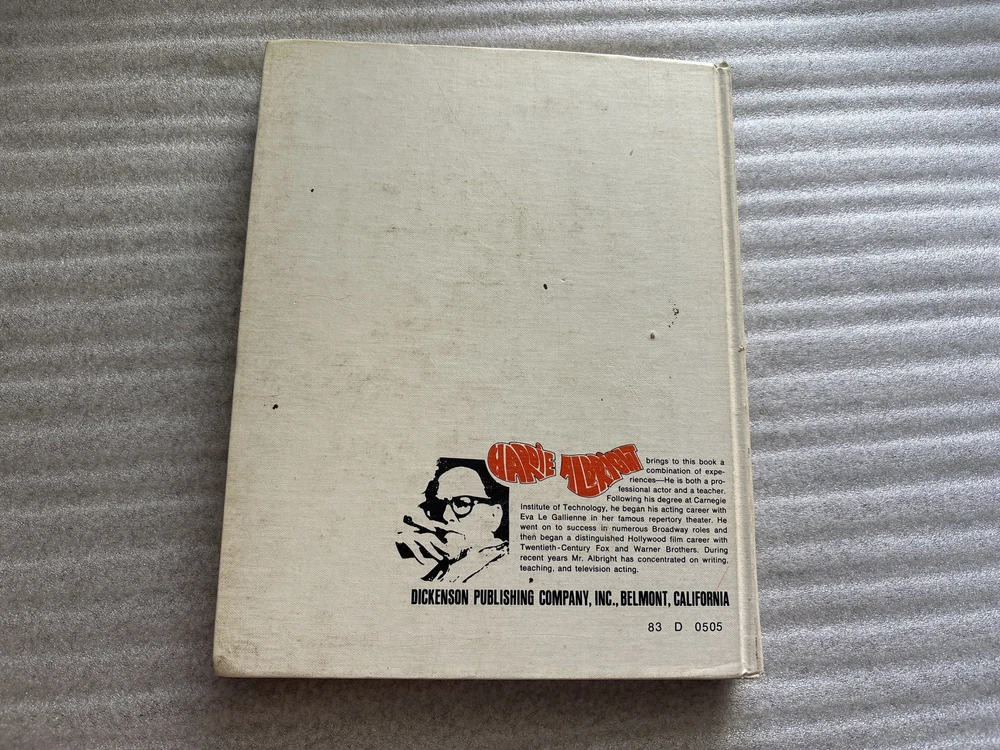 HARDIE ALBRIGHT brings to this book a
combination of expe-
riences—He is both a pro-
fessional actor and a teacher.
Following his degree at Carnegie
Institute of Technology, he began his acting career with
Eva Le Gallienne in her famous repertory theater. He
went on to success in numerous Broadway roles and
then began a distinguished Hollywood film career with
Twentieth-Century Fox and Warner Brothers. During
recent years Mr. Albright has concentrated on writing,
teaching, and television acting.
DICKENSON PUBLISHING COMPANY, INC., BELMONT, CALIFORNIA
83 D 0505